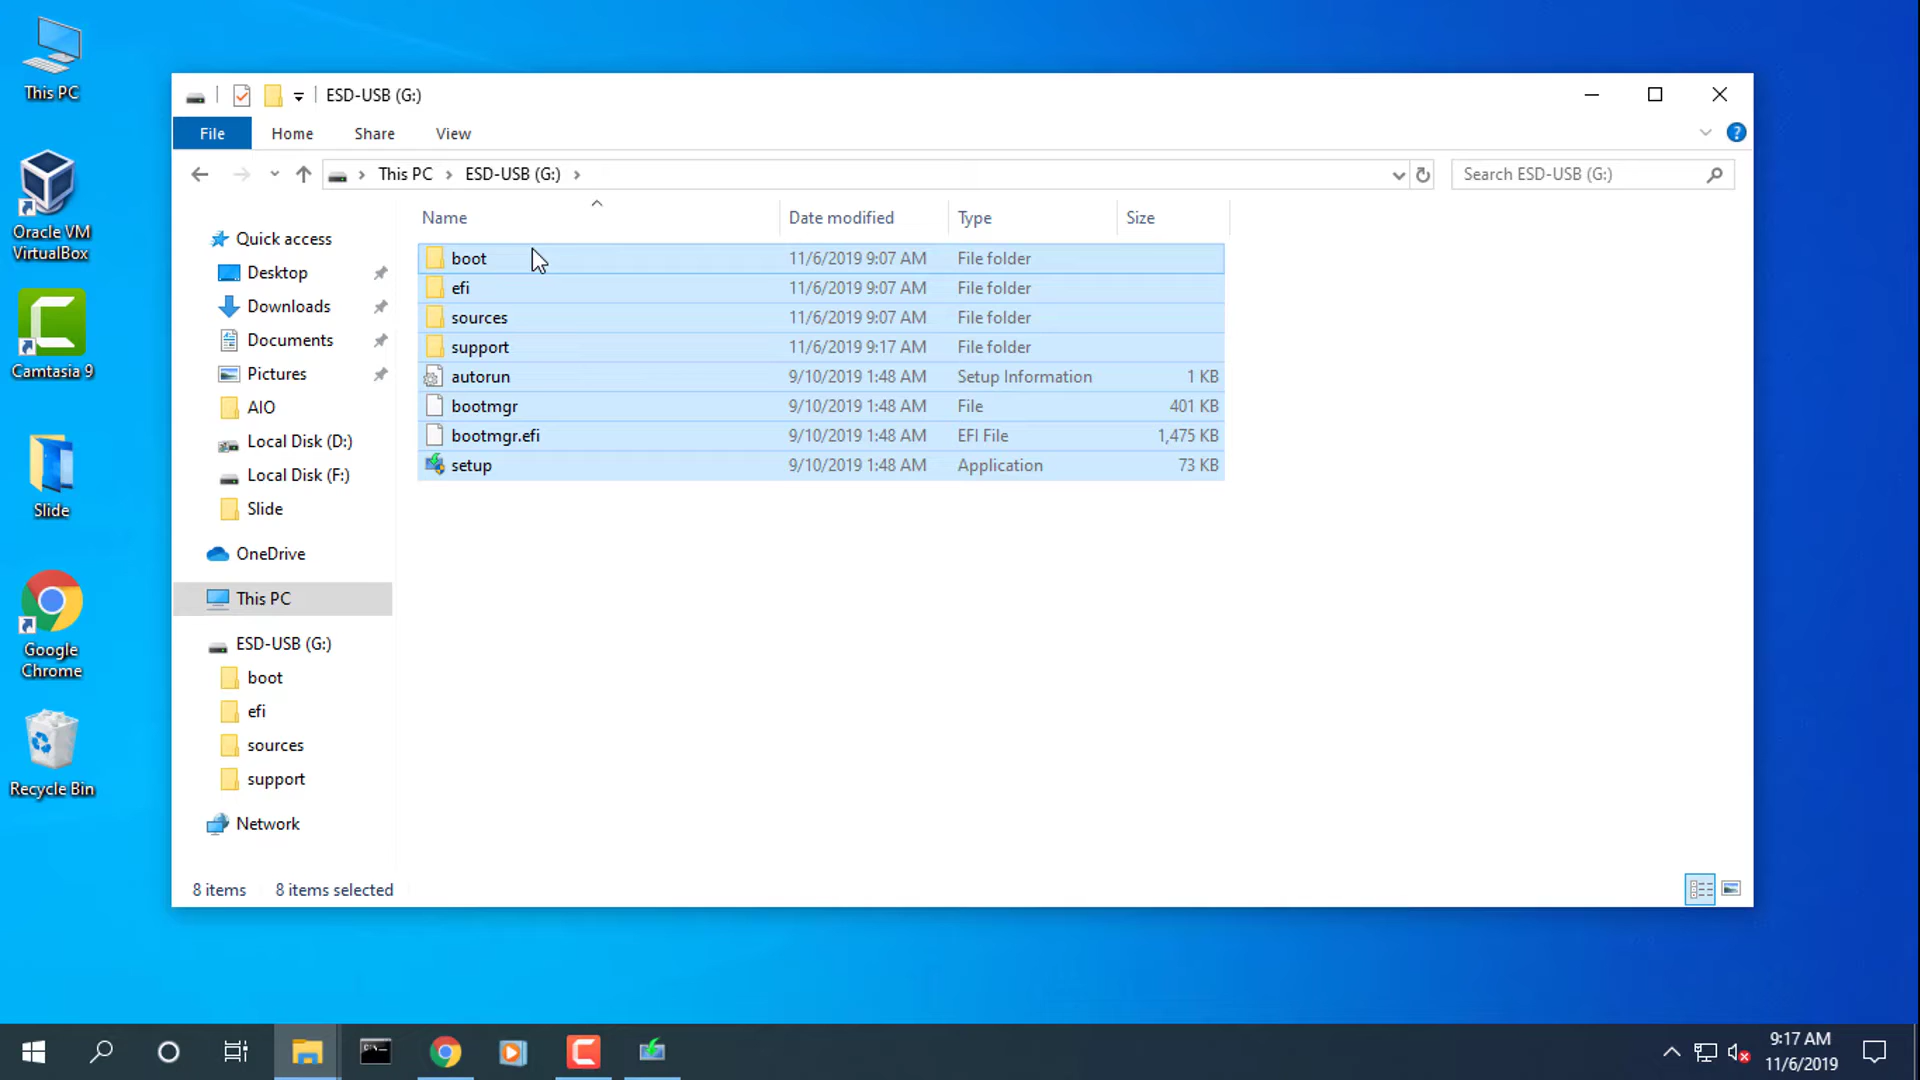 This PC
Oracle VM
VirtualBox
Camtasia 9
Slide
Google
Chrome
Recycle Bin
ESD-USB (G:)
File Home Share View
This PC ESD-USB (G:)
Search ESD-USB (G:)
Quick access
Desktop
Downloads
Documents
Pictures
AIO
Local Disk (D:)
Local Disk (F:)
Slide
OneDrive
This PC
ESD-USB (G:)
boot
efi
sources
support
Network
Name Date modified Type Size
boot 11/6/2019 9:07 AM File folder
efi 11/6/2019 9:07 AM File folder
sources 11/6/2019 9:07 AM File folder
support 11/6/2019 9:17 AM File folder
autorun 9/10/2019 1:48 AM Setup Information 1 KB
bootmgr 9/10/2019 1:48 AM File 401 KB
bootmgr.efi 9/10/2019 1:48 AM EFI File 1,475 KB
setup 9/10/2019 1:48 AM Application 73 KB
8 items 8 items selected
9:17 AM
11/6/2019